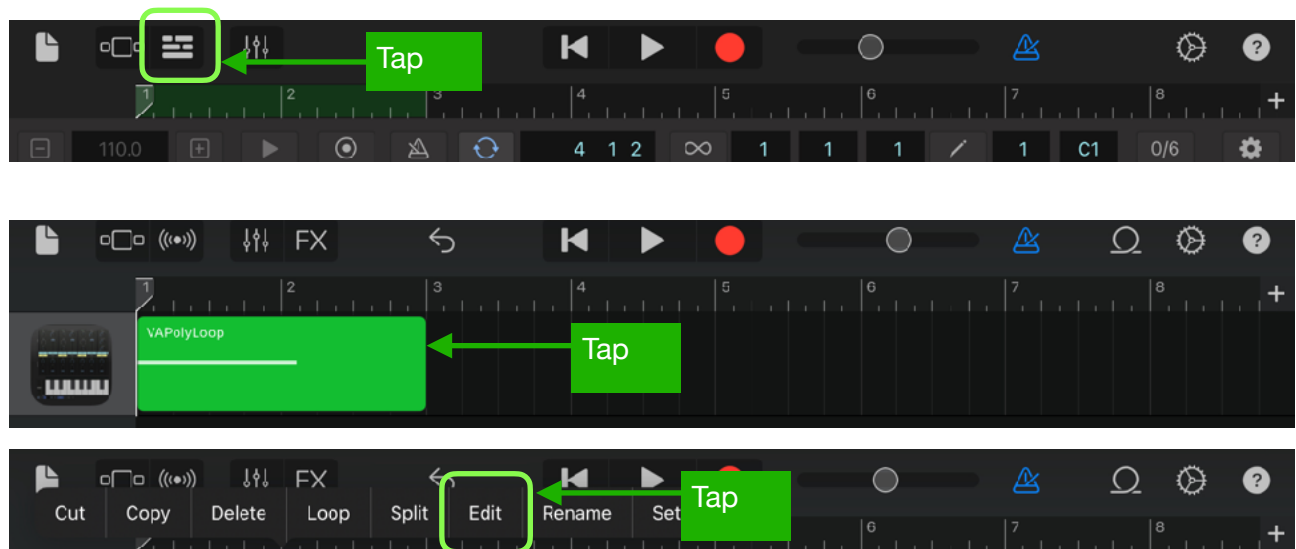 Tap
1 2 3 4 5 6 7 8 +
110.0 4 1 2 1 1 1 1 C1 0/6
FX ?
1 2 3 4 5 6 7 8 +
VAPolyLoop
Tap
FX ?
Cut Copy Delete Loop Split Edit Rename Set Tap
6 7 8 +